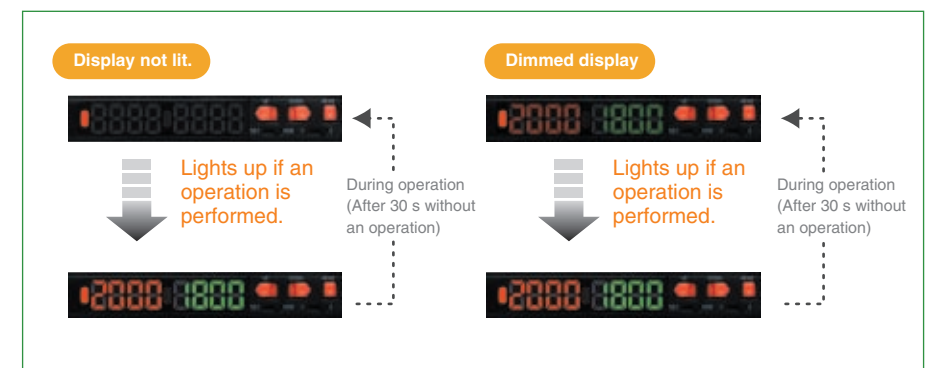 Display not lit.
Lights up if an
operation is
performed.
During operation
(After 30 s without
an operation)
2000 1800
Dimmed display
2000 1800
Lights up if an
operation is
performed.
During operation
(After 30 s without
an operation)
2000 1800